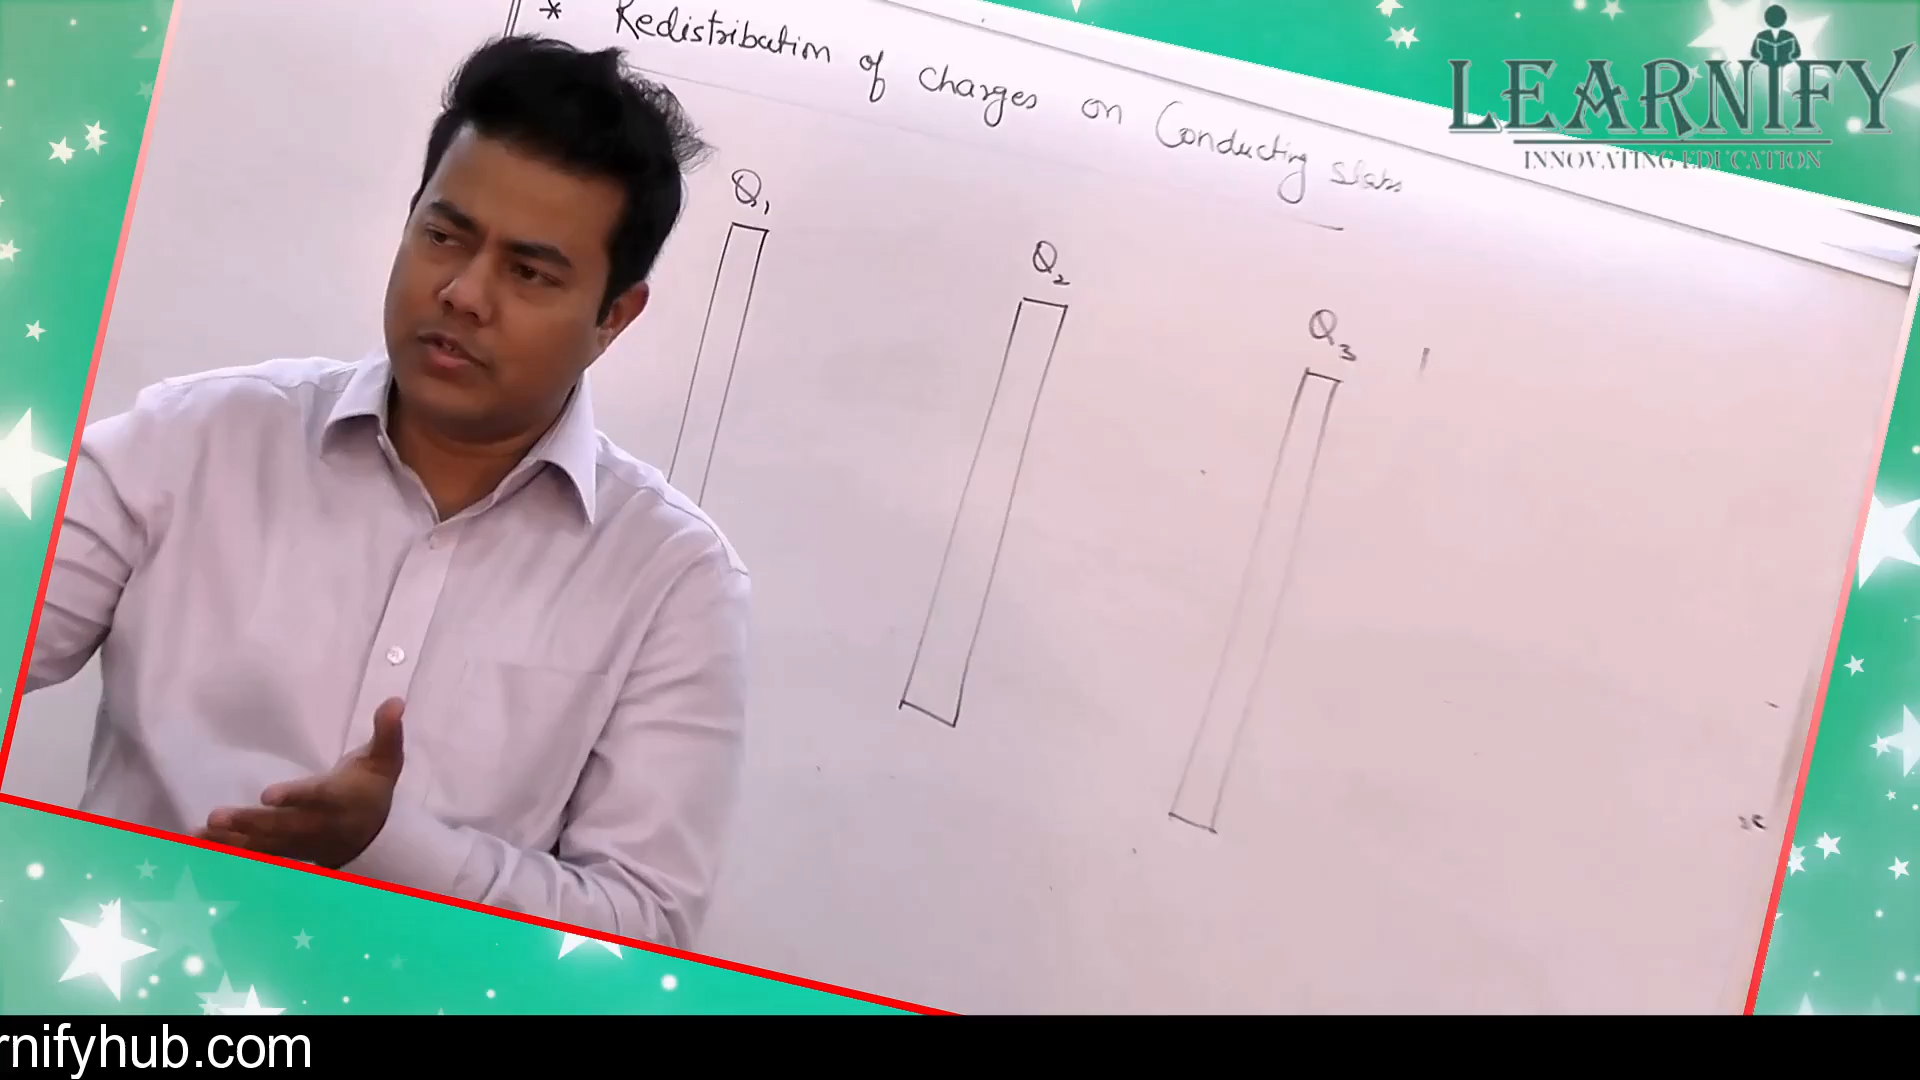 * Redistribution of charges on Conducting slabs
LEARNIFY
INNOVATING EDUCATION
Q1
Q2
Q3
rnifyhub.com